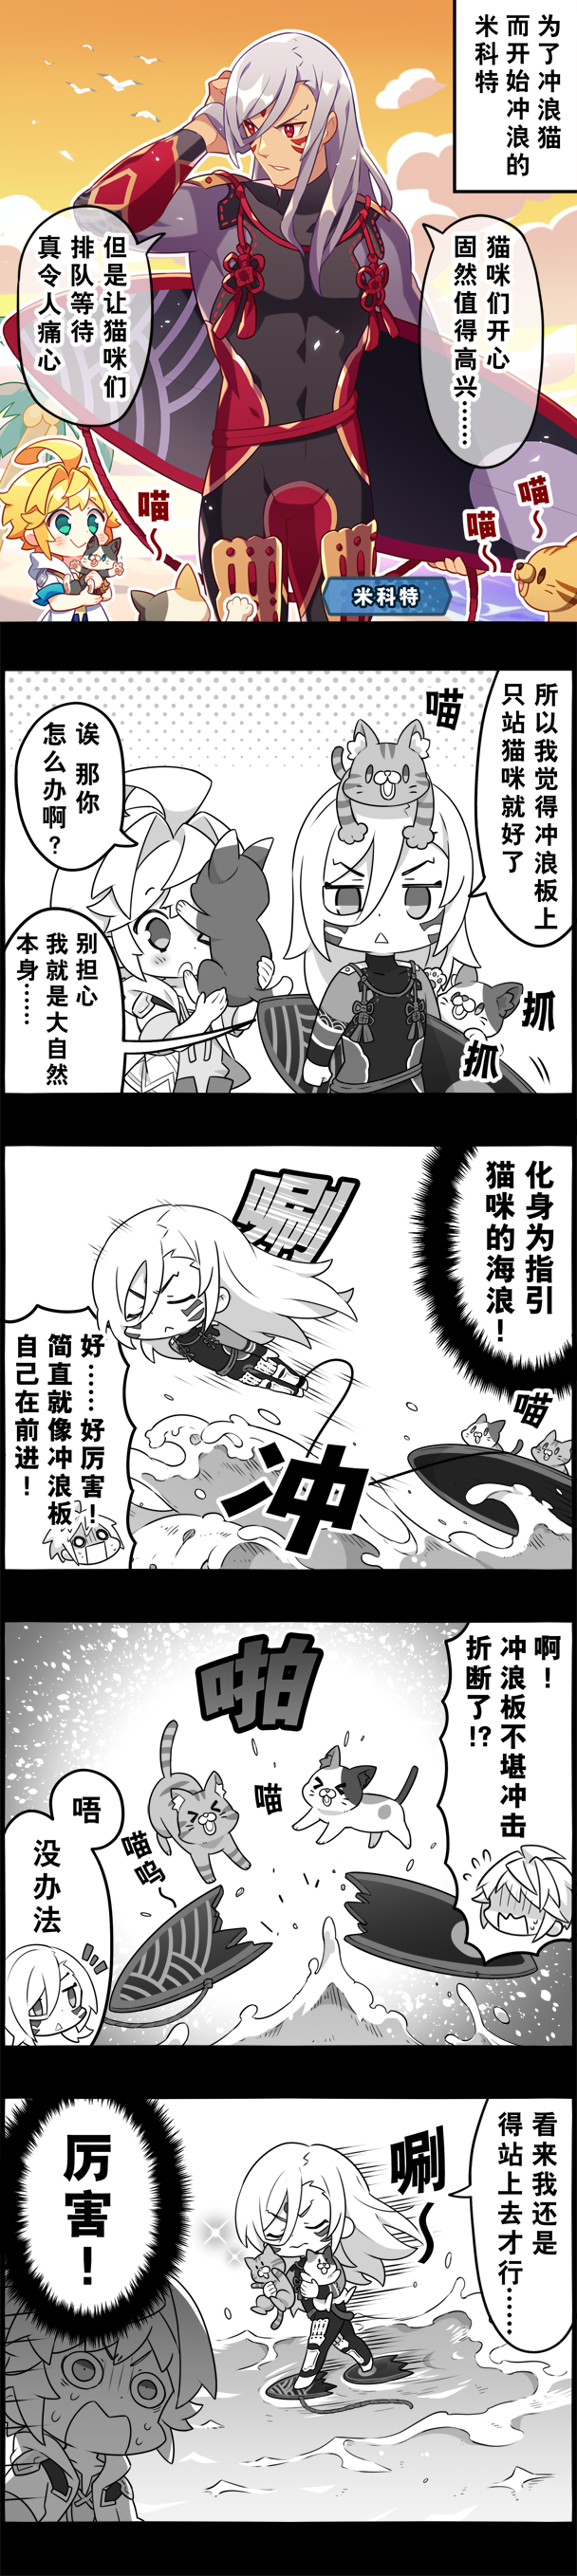 为了冲浪猫
而开始冲浪的
米科特
猫咪们开心
固然值得高兴……
但是让猫咪们
排队等待
真令人痛心
喵～
喵～
喵～
米科特
所以我觉得冲浪板上
只站猫咪就好了
喵
诶 那你
怎么办啊？
别担心
我就是大自然
本身……
抓
抓
化身为指引
猫咪的海浪！
唰
喵
冲
好……好厉害！
简直就像冲浪板
自己在前进！
啊！
冲浪板不堪冲击
折断了!?
啪
喵
喵呜～
唔
没办法
看来我还是
得站上去才行……
唰～
厉害！